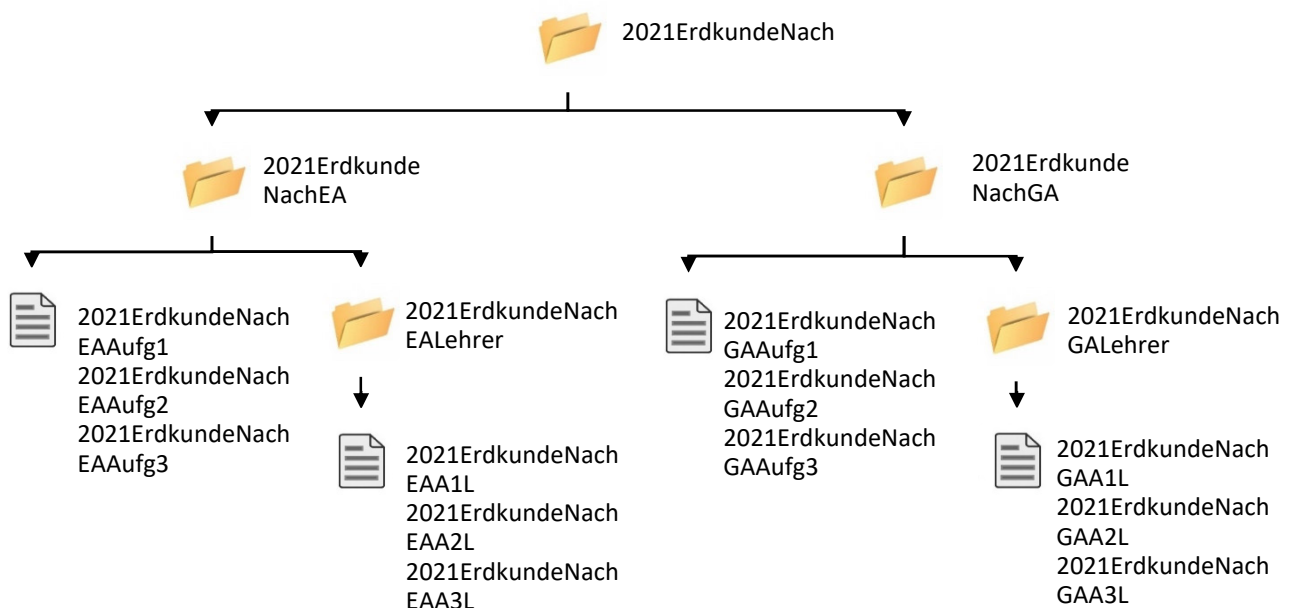 2021ErdkundeNach
2021Erdkunde
NachEA
2021Erdkunde
NachGA
2021ErdkundeNach
EAAufg1
2021ErdkundeNach
EAAufg2
2021ErdkundeNach
EAAufg3
2021ErdkundeNach
EALehrer
2021ErdkundeNach
EAA1L
2021ErdkundeNach
EAA2L
2021ErdkundeNach
EAA3L
2021ErdkundeNach
GAAufg1
2021ErdkundeNach
GAAufg2
2021ErdkundeNach
GAAufg3
2021ErdkundeNach
GALehrer
2021ErdkundeNach
GAA1L
2021ErdkundeNach
GAA2L
2021ErdkundeNach
GAA3L